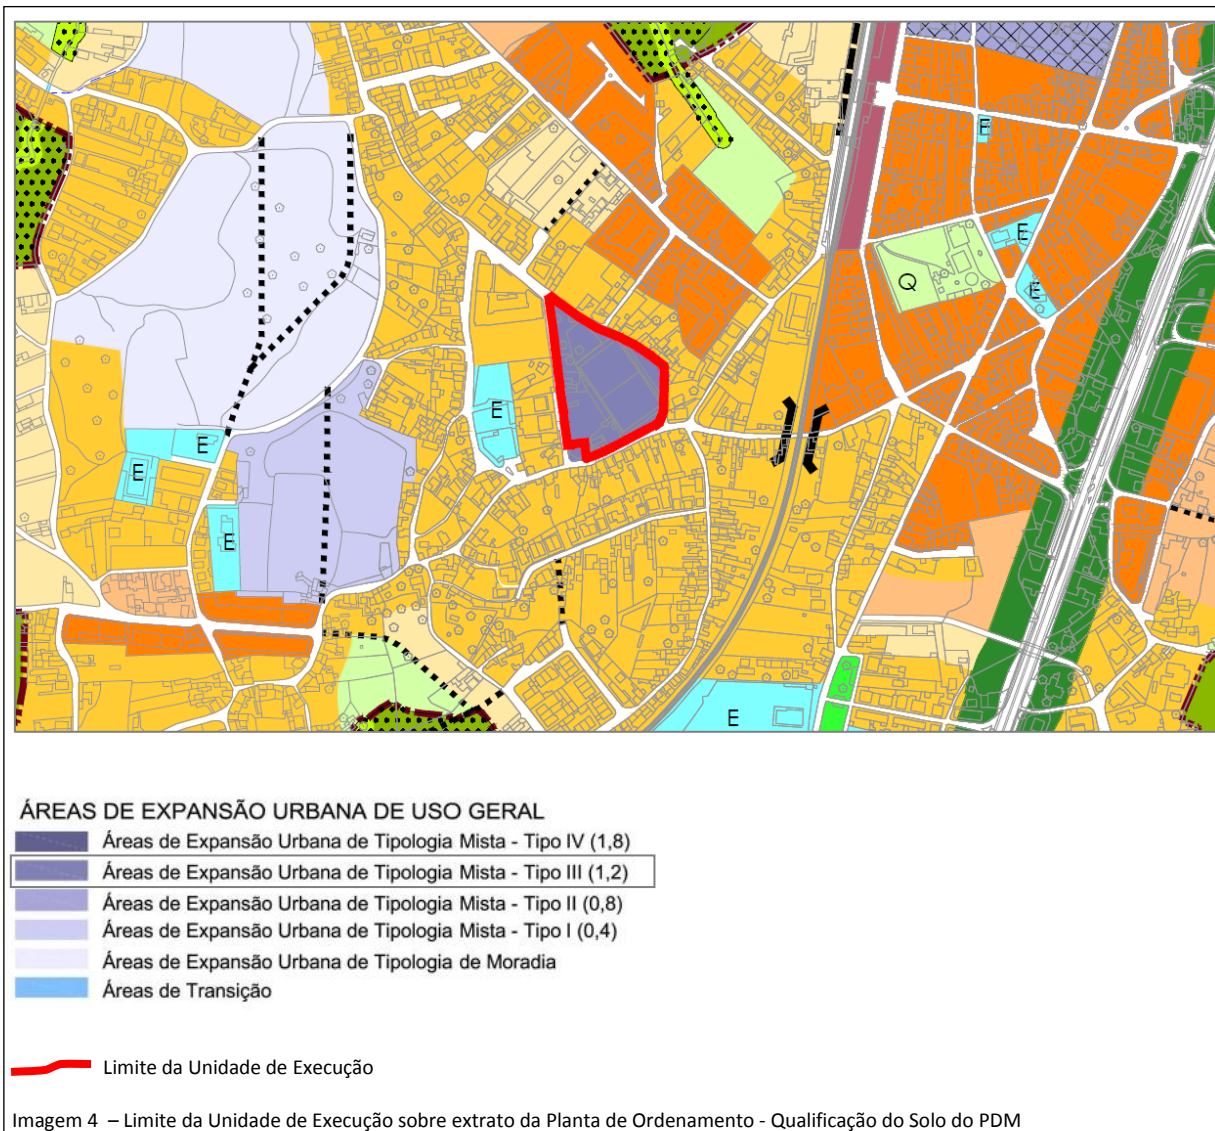 E
E
E
Q
E
E
E
E
E
ÁREAS DE EXPANSÃO URBANA DE USO GERAL
Áreas de Expansão Urbana de Tipologia Mista - Tipo IV (1,8)
Áreas de Expansão Urbana de Tipologia Mista - Tipo III (1,2)
Áreas de Expansão Urbana de Tipologia Mista - Tipo II (0,8)
Áreas de Expansão Urbana de Tipologia Mista - Tipo I (0,4)
Áreas de Expansão Urbana de Tipologia de Moradia
Áreas de Transição
Limite da Unidade de Execução
Imagem 4 – Limite da Unidade de Execução sobre extrato da Planta de Ordenamento - Qualificação do Solo do PDM